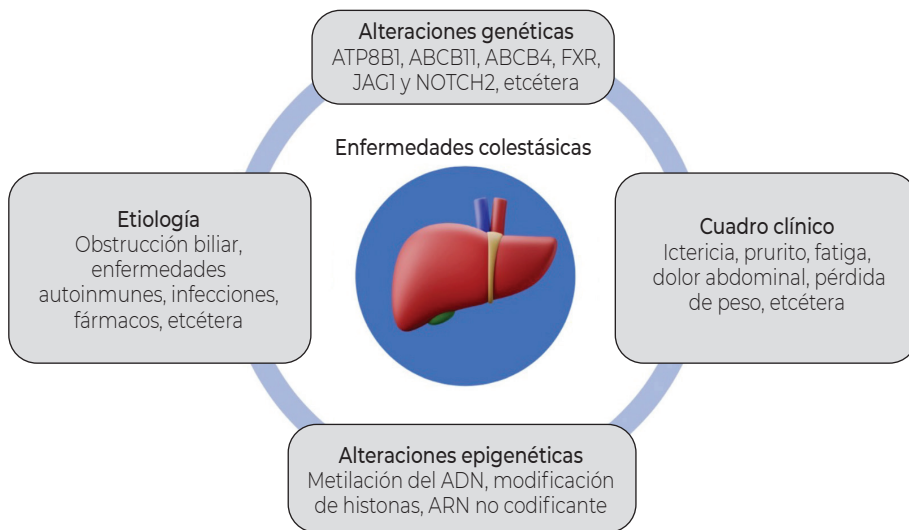 Alteraciones genéticas
ATP8B1, ABCB11, ABCB4, FXR,
JAG1 y NOTCH2, etcétera
Enfermedades colestásicas
Etiología
Obstrucción biliar,
enfermedades
autoinmunes, infecciones,
fármacos, etcétera
Cuadro clínico
Ictericia, prurito, fatiga,
dolor abdominal, pérdida
de peso, etcétera
Alteraciones epigenéticas
Metilación del ADN, modificación
de histonas, ARN no codificante